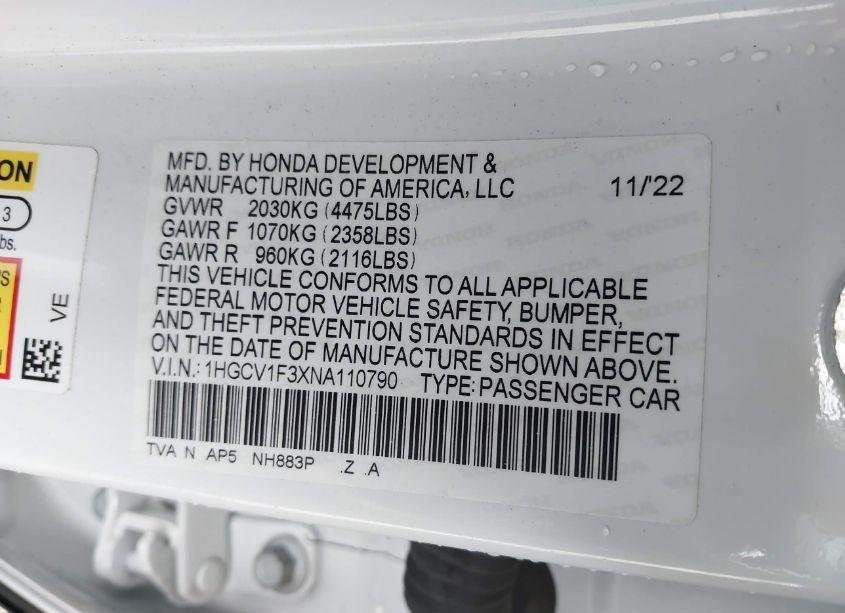 ON
3
bs.
'S
VE
MFD. BY HONDA DEVELOPMENT &
MANUFACTURING OF AMERICA, LLC 11/'22
GVWR 2030KG (4475LBS)
GAWR F 1070KG (2358LBS)
GAWR R 960KG (2116LBS)
THIS VEHICLE CONFORMS TO ALL APPLICABLE
FEDERAL MOTOR VEHICLE SAFETY, BUMPER,
AND THEFT PREVENTION STANDARDS IN EFFECT
ON THE DATE OF MANUFACTURE SHOWN ABOVE.
V.I.N.: 1HGCV1F3XNA110790 TYPE: PASSENGER CAR
TVA N AP5 NH883P .Z .A